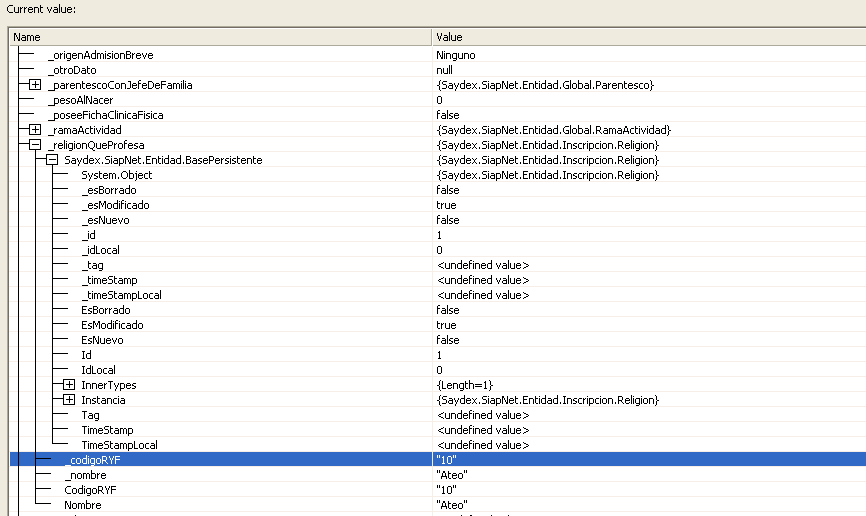 Current value:
Name Value
_origenAdmisionBreve Ninguno
_otroDato null
_parentescoConJefeDeFamilia {Saydex.SiapNet.Entidad.Global.Parentesco}
_pesoAlNacer 0
_poseeFichaClinicaFisica false
_ramaActividad {Saydex.SiapNet.Entidad.Global.RamaActividad}
_religionQueProfesa {Saydex.SiapNet.Entidad.Inscripcion.Religion}
Saydex.SiapNet.Entidad.BasePersistente {Saydex.SiapNet.Entidad.Inscripcion.Religion}
System.Object {Saydex.SiapNet.Entidad.Inscripcion.Religion}
_esBorrado false
_esModificado true
_esNuevo false
_id 1
_idLocal 0
_tag <undefined value>
_timeStamp <undefined value>
_timeStampLocal <undefined value>
EsBorrado false
EsModificado true
EsNuevo false
Id 1
IdLocal 0
InnerTypes {Length=1}
Instancia {Saydex.SiapNet.Entidad.Inscripcion.Religion}
Tag <undefined value>
TimeStamp <undefined value>
TimeStampLocal <undefined value>
_codigoRYF "10"
_nombre "Ateo"
CodigoRYF "10"
Nombre "Ateo"